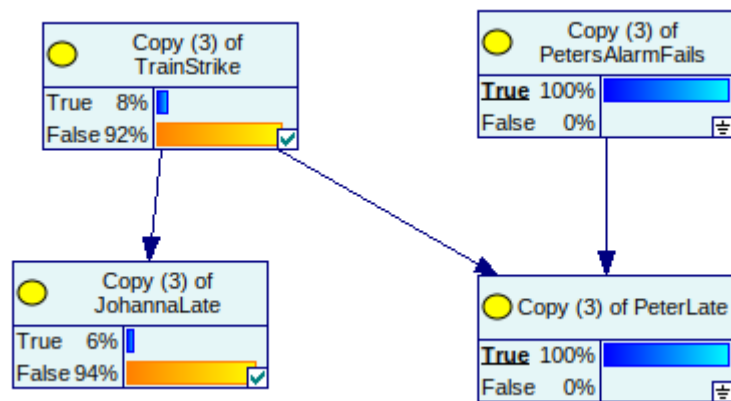 Copy (3) of
TrainStrike
True 8%
False 92%
Copy (3) of
PetersAlarmFails
True 100%
False 0%
Copy (3) of
JohannaLate
True 6%
False 94%
Copy (3) of PeterLate
True 100%
False 0%